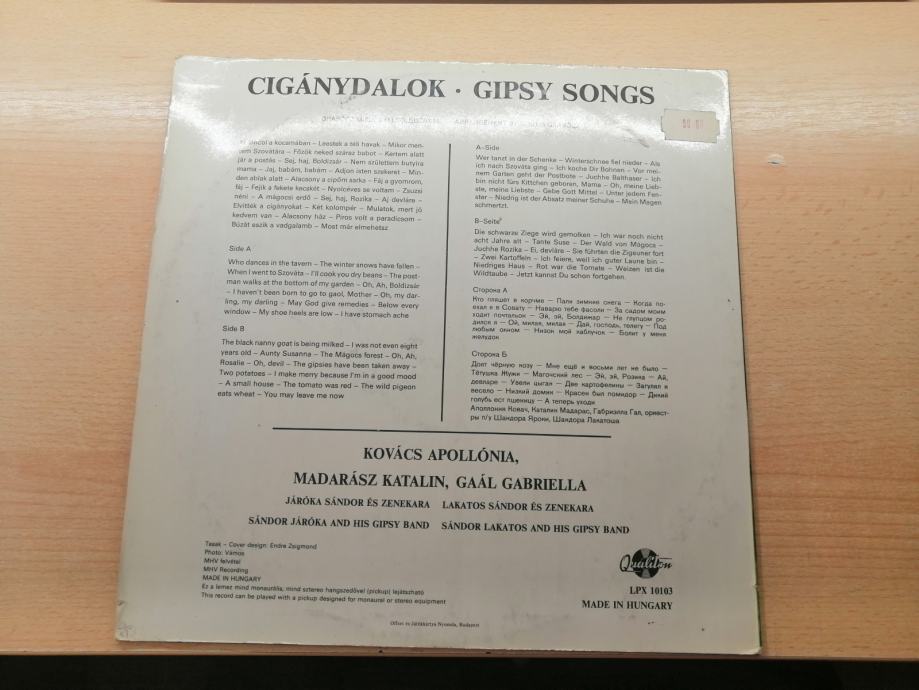 CIGÁNYDALOK · GIPSY SONGS
táncol a kocsmában – Leestek a téli havak – Mikor men-
tem Szovátára – Főzök neked száraz babot – Kertem alatt
jár a postás – Sej, haj, Boldizsár – Nem születtem butyira
mama – Jaj, babám, babám – Adjon isten szekeret – Min-
den ablak alatt – Alacsony a cipőm sarka – Fáj a gyomrom,
fáj – Fejik a fekete kecskét – Nyolcéves se voltam – Zsuzsi
néni – A mágocsi erdő – Sej, haj, Rozika – Aj devlále –
Elvitték a cigányokat – Két kolompér – Mulatok, mert jó
kedvem van – Alacsony ház – Piros volt a paradicsom –
Búzát eszik a vadgalamb – Most már elmehetsz
Side A
Who dances in the tavern – The winter snows have fallen –
When I went to Szováta – I'll cook you dry beans – The post-
man walks at the bottom of my garden – Oh, Ah, Boldizsár
– I haven't been born to go to gaol, Mother – Oh, my dar-
ling, my darling – May God give remedies – Below every
window – My shoe heels are low – I have stomach ache
Side B
The black nanny goat is being milked – I was not even eight
years old – Aunty Susanna – The Mágocs forest – Oh, Ah,
Rosalie – Oh, devil – The gipsies have been taken away –
Two potatoes – I make merry because I'm in a good mood
– A small house – The tomato was red – The wild pigeon
eats wheat – You may leave me now
A-Side
Wer tanzt in der Schenke – Winterschnee fiel nieder – Als
ich nach Szováta ging – Ich koche Dir Bohnen – Vor mei-
nem Garten geht der Postbote – Juchhe Balthaser – Ich
bin nicht fürs Kittchen geboren, Mama – Oh, meine Lieb-
ste, meine Liebste – Gebe Gott Mittel – Unter jedem Fen-
ster – Niedrig ist der Absatz meiner Schuhe – Mein Magen
schmertzt.
B-Seite
Die schwarze Ziege wird gemolken – Ich war noch nicht
acht Jahre alt – Tante Suse – Der Wald von Mágocs –
Juchhe Rozika – Ei, devlále – Sie führten die Zigeuner fort
– Zwei Kartoffeln – Ich feiere, weil ich guter Laune bin –
Niedriges Haus – Rot war die Tomate – Weizen ist die
Wildtaube – Jetzt kannst Du schon fortgehen.
Сторона А
Кто пляшет в корчме – Пали зимние снега – Когда по-
ехал я в Совату – Наварю тебе фасоли – За садом моим
ходит почтальон – Эй, эй, Болдижар – Не глупцом ро-
дился я – Ой, милая, милая – Дай, господь, телегу – Под
любым окном – Низок мой каблучок – Болит у меня
желудок
Сторона Б
Доят чёрную козу – Мне ещё и восьми лет не было –
Тётушка Жужи – Магочский лес – Эй, эй, Розика – Ай,
девлале – Увели цыган – Две картофелины – Загулял я
весело – Низкий домик – Красен был помидор – Дикий
голубь ест пшеницу – А теперь уходи
Аполлония Ковач, Каталин Мадарас, Габриэлла Гал, оркест-
ры п/у Шандора Яроки, Шандора Лакатоша
KOVÁCS APOLLÓNIA,
MADARÁSZ KATALIN, GAÁL GABRIELLA
JÁRÓKA SÁNDOR ÉS ZENEKARA LAKATOS SÁNDOR ÉS ZENEKARA
SÁNDOR JÁRÓKA AND HIS GIPSY BAND SÁNDOR LAKATOS AND HIS GIPSY BAND
Tasak – Cover design: Endre Zsigmond
Photo: Vámos
MHV felvétel
MHV Recording
MADE IN HUNGARY
Ez a lemez mind monaurális, mind sztereo hangszedővel (pickup) lejátszható
This record can be played with a pickup designed for monaural or stereo equipment
Qualiton
LPX 10103
MADE IN HUNGARY
Offset és Játékkártya Nyomda, Budapest